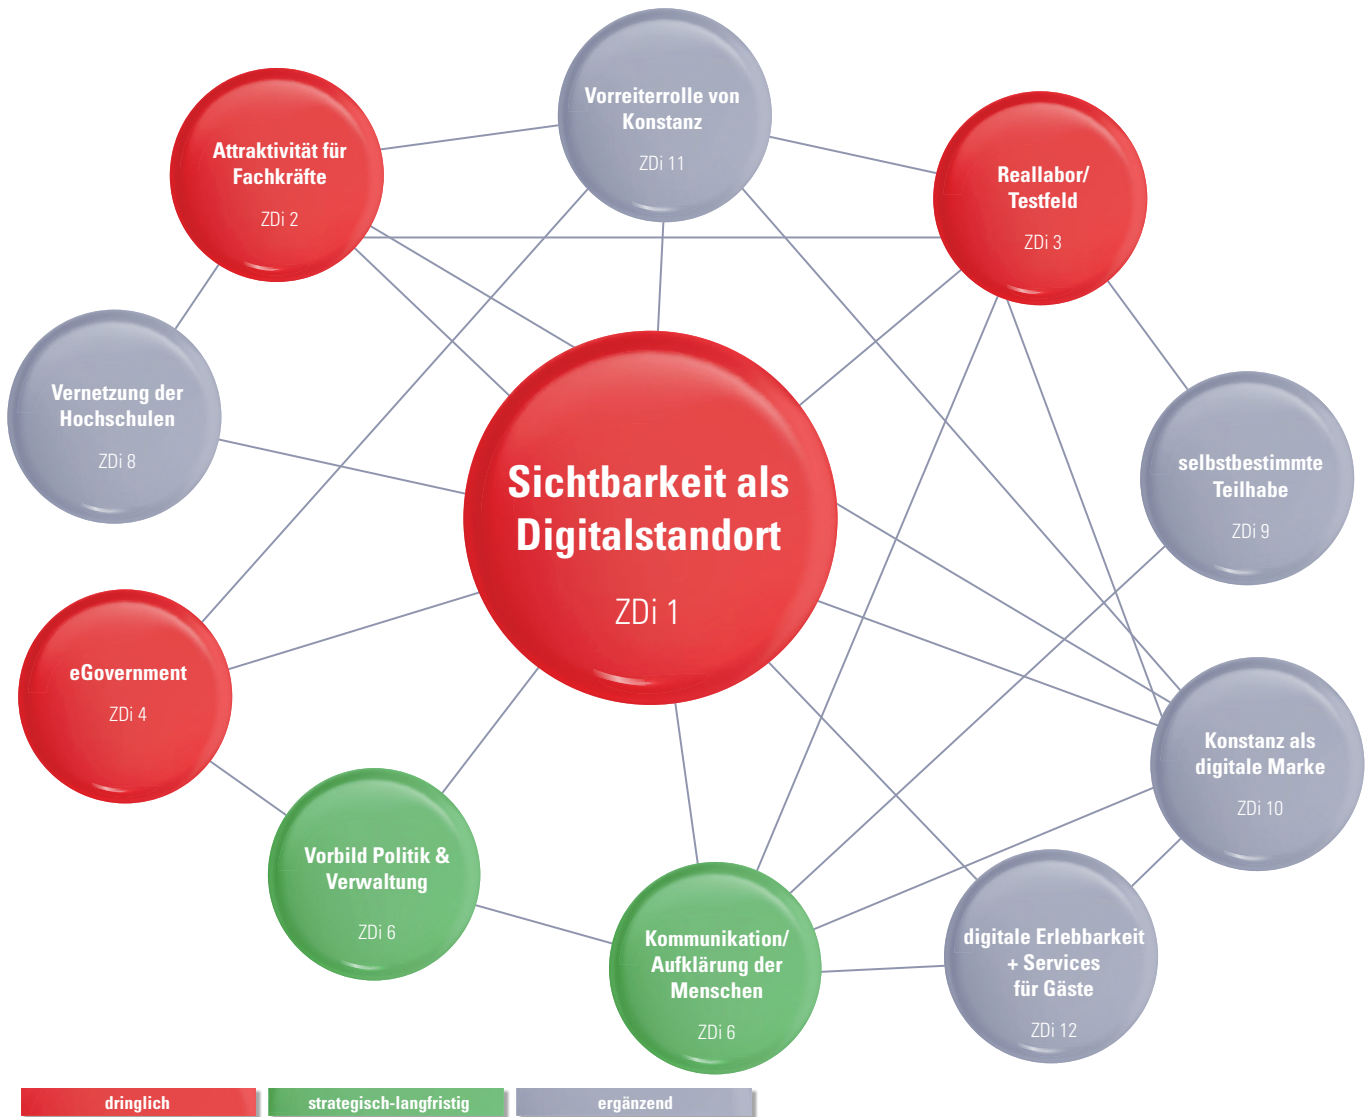 Vorreiterrolle von
Konstanz
ZDi 11
Attraktivität für
Fachkräfte
ZDi 2
Reallabor/
Testfeld
ZDi 3
Vernetzung der
Hochschulen
ZDi 8
Sichtbarkeit als
Digitalstandort
ZDi 1
selbstbestimmte
Teilhabe
ZDi 9
eGovernment
ZDi 4
Konstanz als
digitale Marke
ZDi 10
Vorbild Politik &
Verwaltung
ZDi 6
Kommunikation/
Aufklärung der
Menschen
ZDi 6
digitale Erlebbarkeit
+ Services
für Gäste
ZDi 12
dringlich
strategisch-langfristig
ergänzend